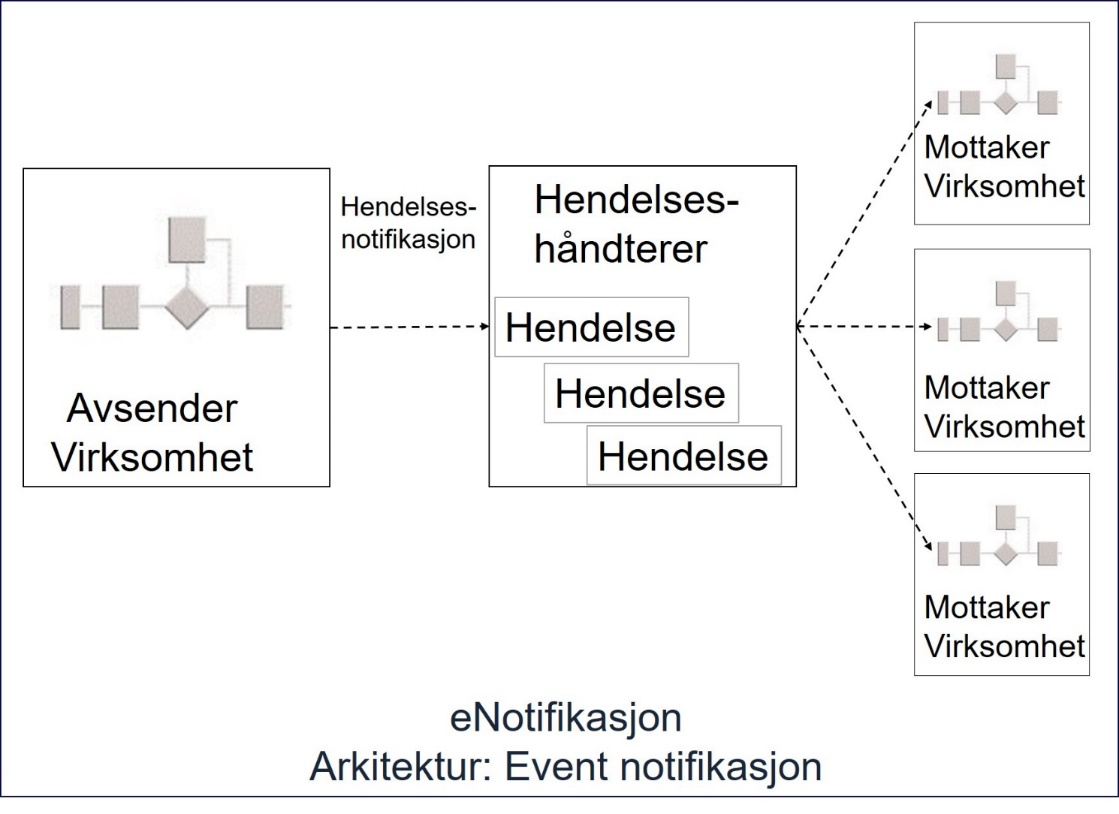 Avsender
Virksomhet
Hendelses-
notifikasjon
Hendelses-
håndterer
Hendelse
Hendelse
Hendelse
Mottaker
Virksomhet
Mottaker
Virksomhet
Mottaker
Virksomhet
eNotifikasjon
Arkitektur: Event notifikasjon